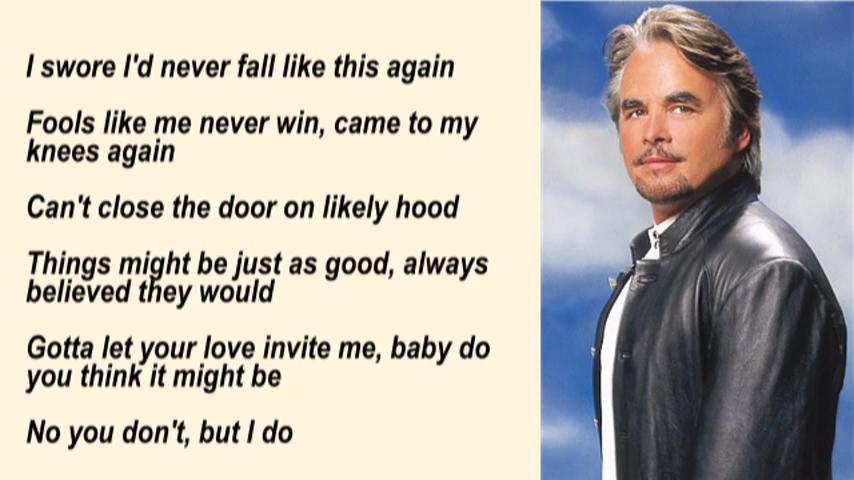 I swore I'd never fall like this again
Fools like me never win, came to my
knees again
Can't close the door on likely hood
Things might be just as good, always
believed they would
Gotta let your love invite me, baby do
you think it might be
No you don't, but I do